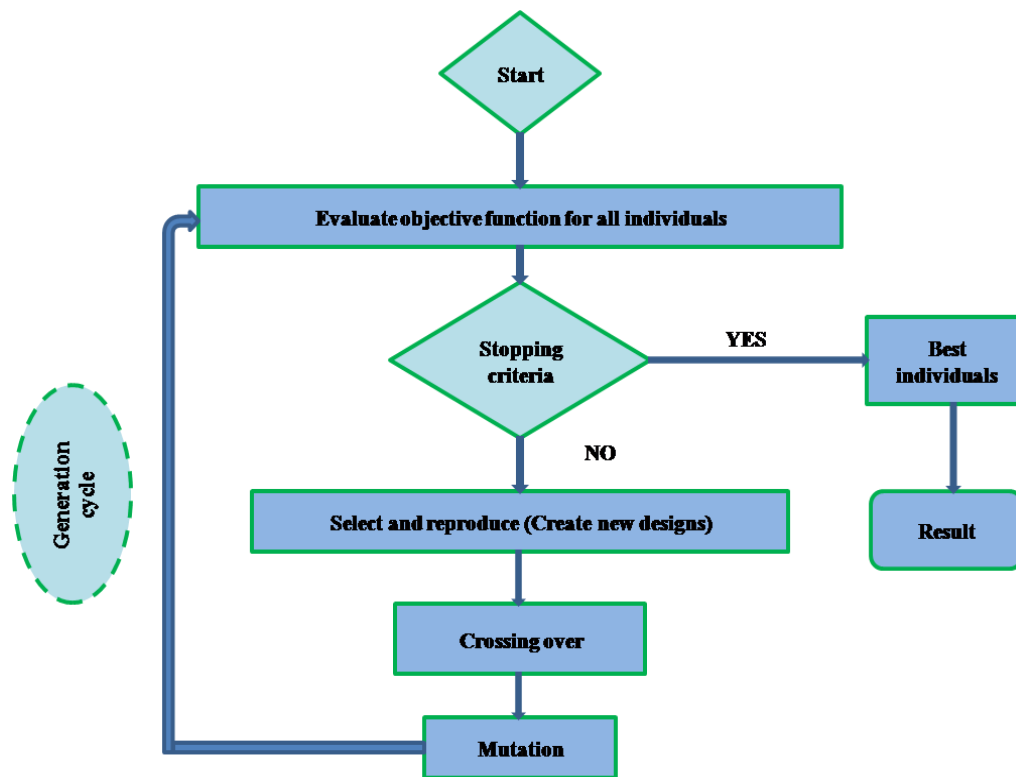 Start
Evaluate objective function for all individuals
Stopping
criteria
YES
Best
individuals
NO
Generation
cycle
Select and reproduce (Create new designs)
Result
Crossing over
Mutation